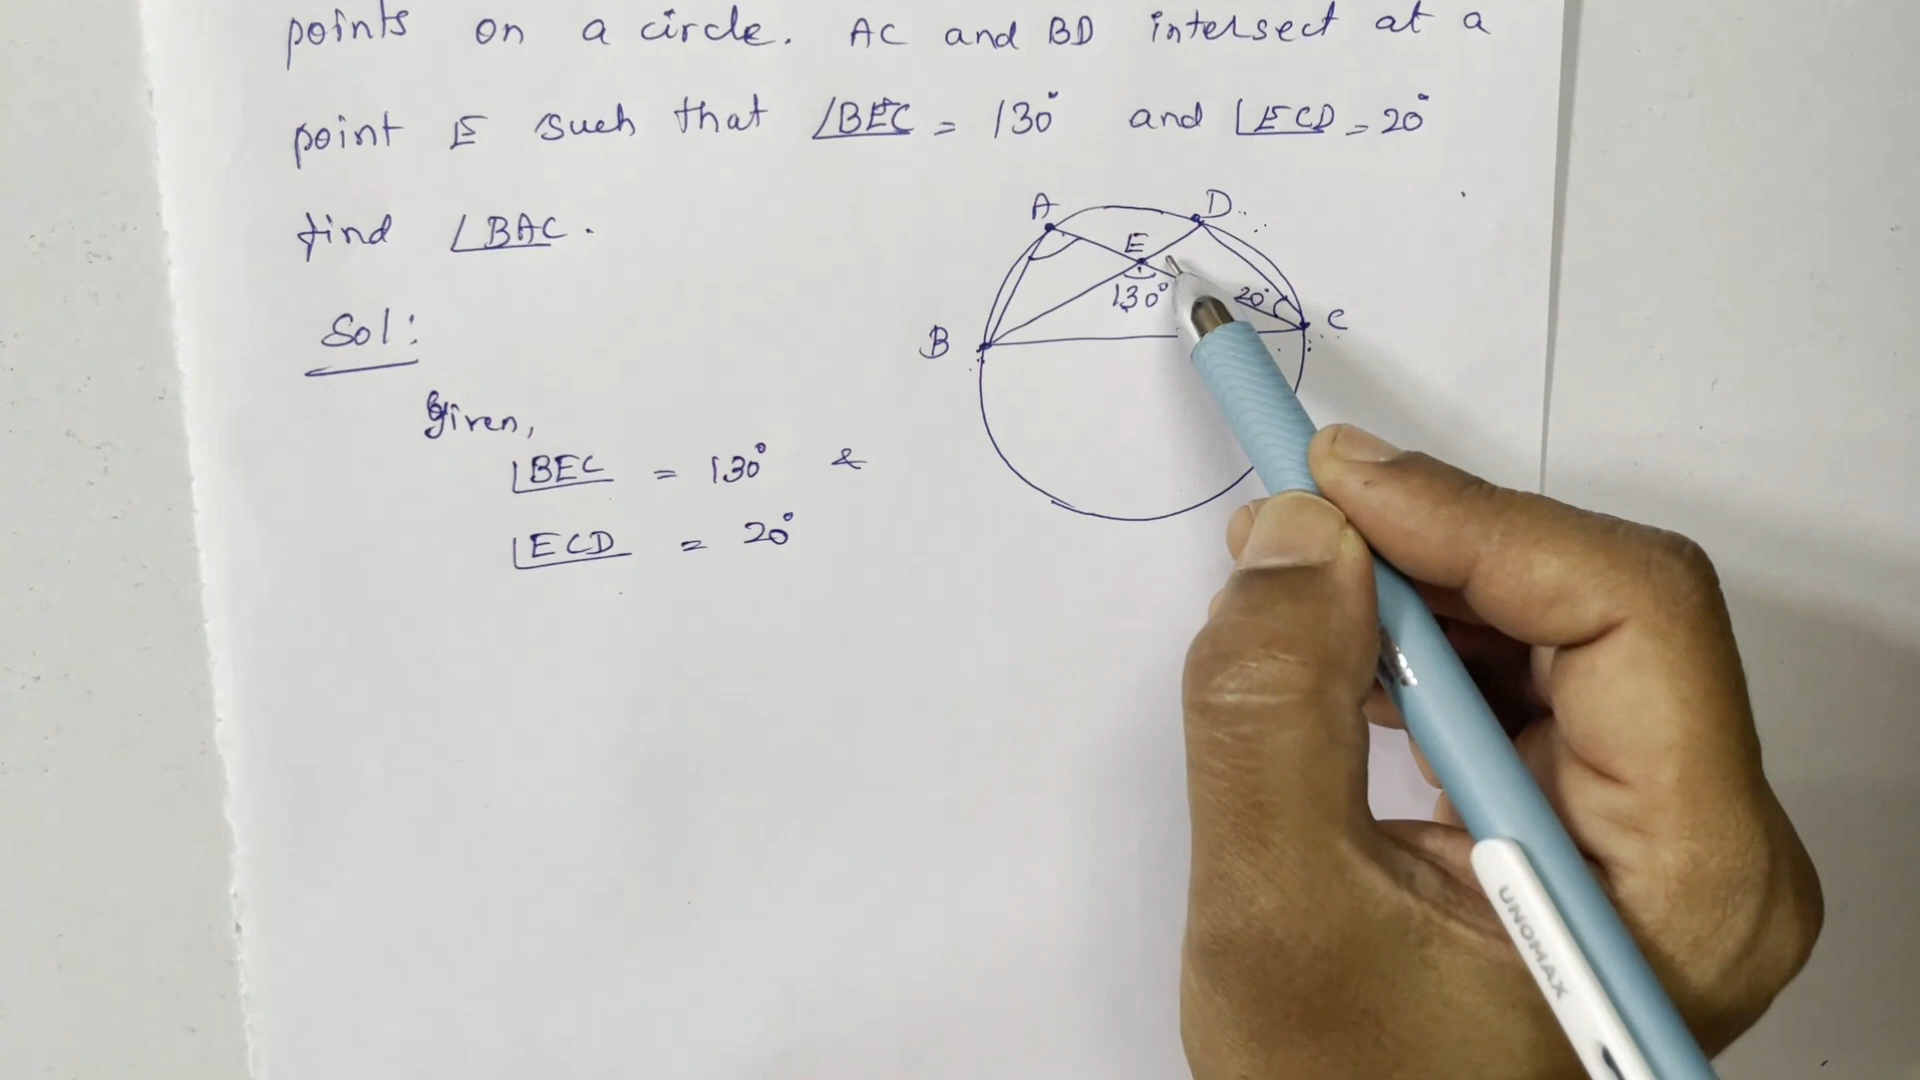 points on a circle. AC and BD intersect at a
point E such that ∠BEC = 130° and ∠ECD = 20°
find ∠BAC.
A
D
E
130°
20°
B
C
Sol:
Given,
∠BEC = 130° &
∠ECD = 20°
UNOMAX